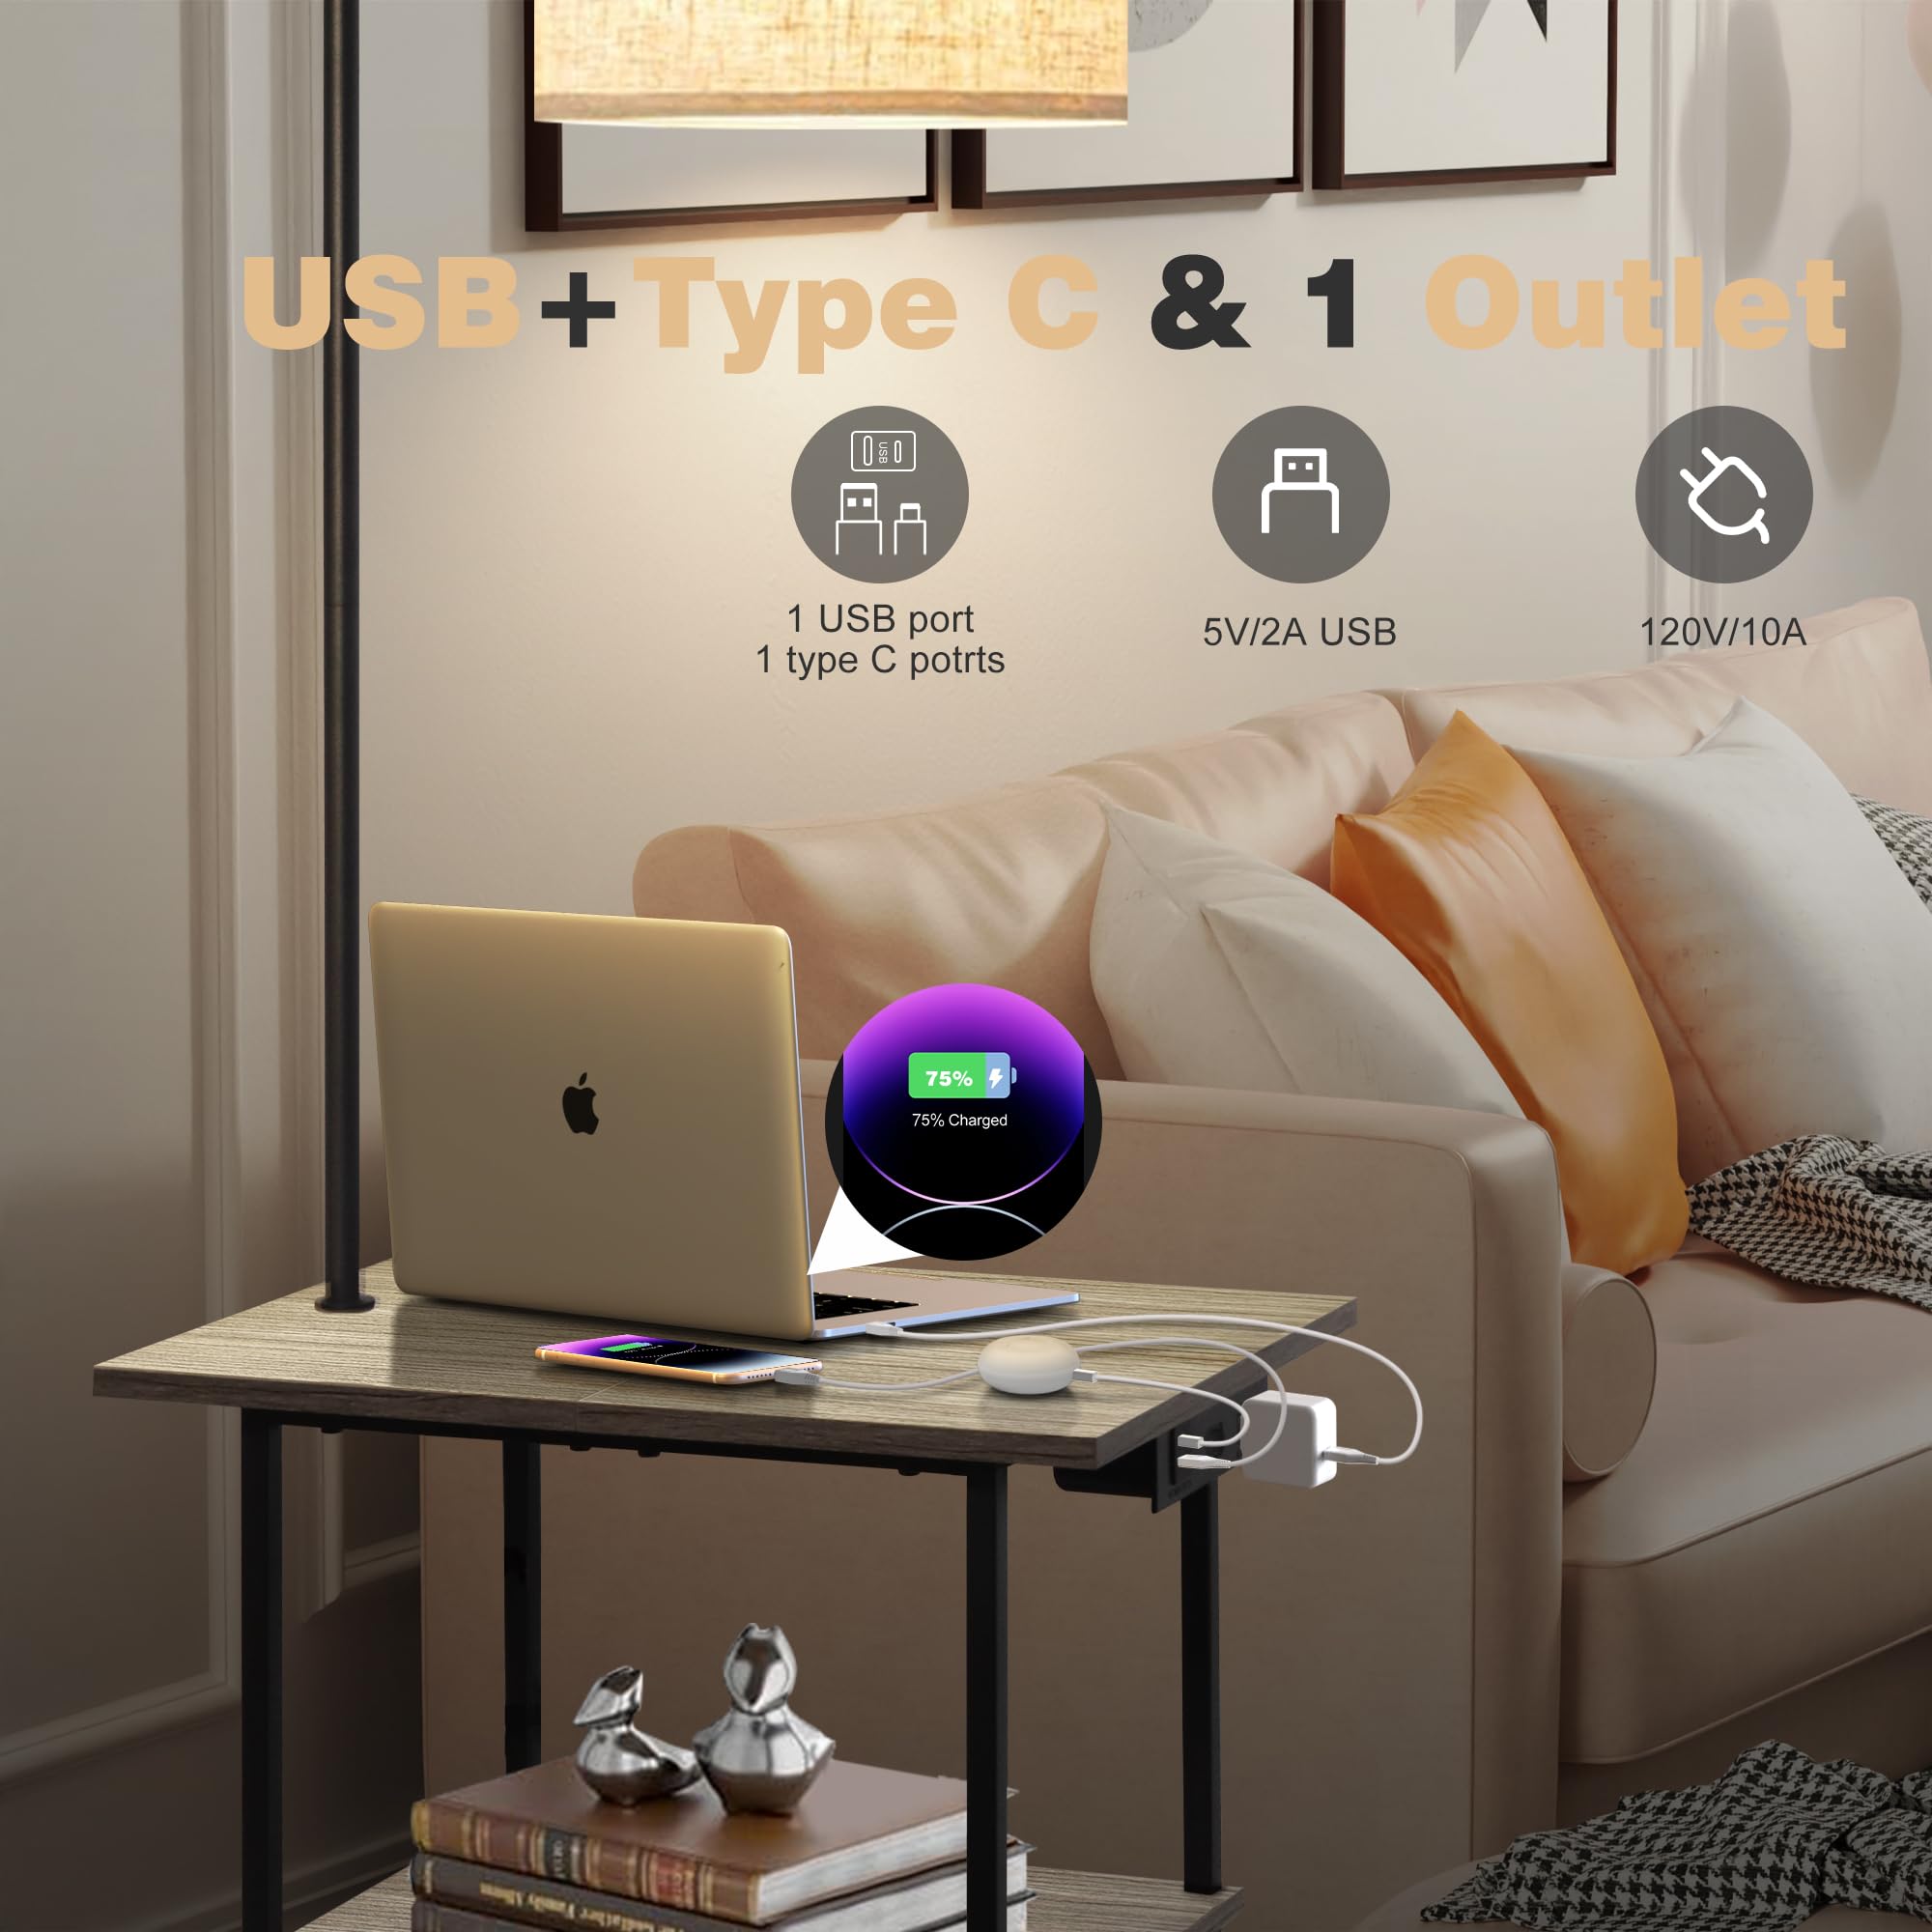 USB+Type C & 1 Outlet
USB
1 USB port
1 type C potrts
5V/2A USB
120V/10A
75%
75% Charged